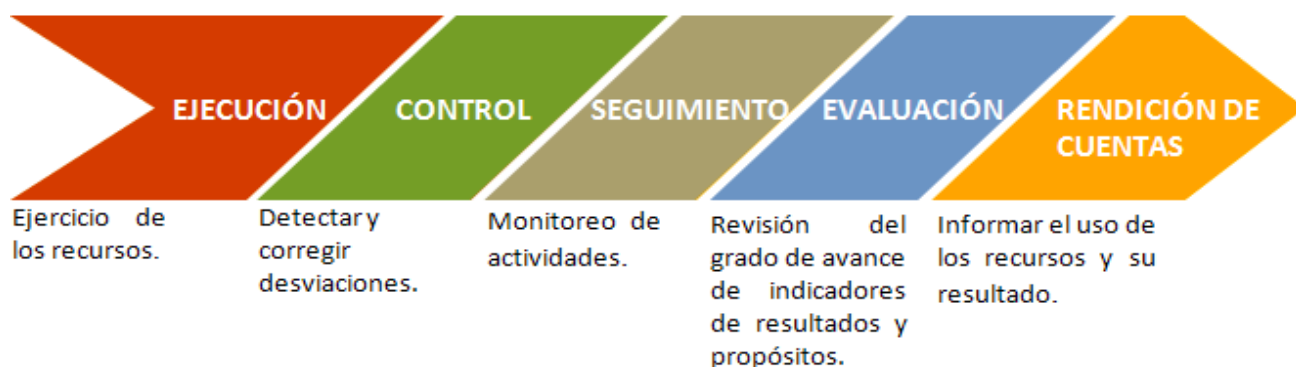 EJECUCIÓN
CONTROL
SEGUIMIENTO
EVALUACIÓN
RENDICIÓN DE
CUENTAS
Ejercicio de
los recursos.
Detectar y
corregir
desviaciones.
Monitoreo de
actividades.
Revisión del
grado de avance
de indicadores
de resultados y
propósitos.
Informar el uso de
los recursos y su
resultado.